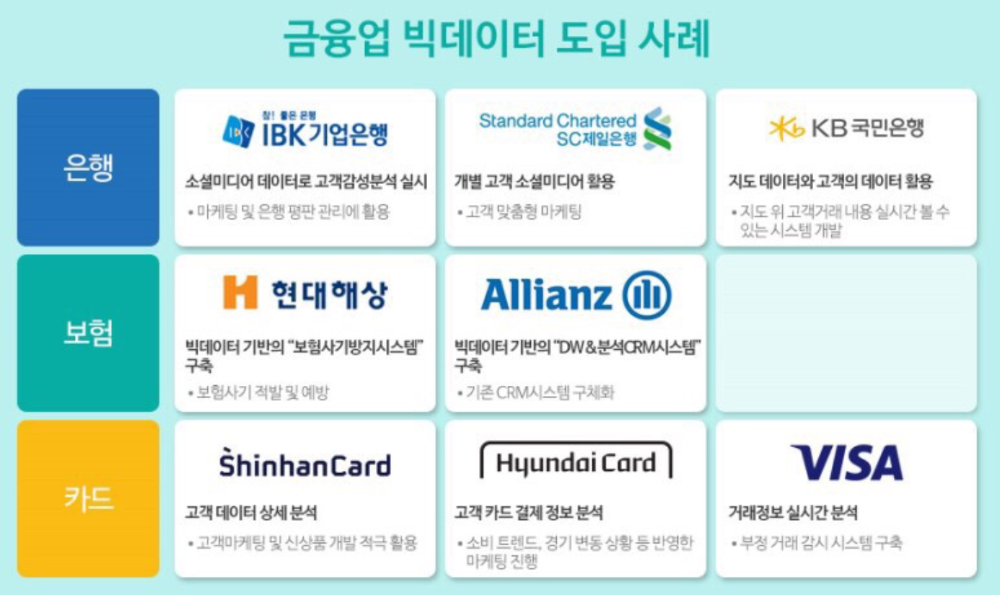 금융업 빅데이터 도입 사례
은행
참! 좋은 은행
IBK기업은행
소셜미디어 데이터로 고객감성분석 실시
• 마케팅 및 은행 평판 관리에 활용
Standard Chartered
SC제일은행
개별 고객 소셜미디어 활용
• 고객 맞춤형 마케팅
KB국민은행
지도 데이터와 고객의 데이터 활용
• 지도 위 고객거래 내용 실시간 볼 수
있는 시스템 개발
보험
현대해상
빅데이터 기반의 “보험사기방지시스템”
구축
• 보험사기 적발 및 예방
Allianz
빅데이터 기반의 “DW&분석CRM시스템”
구축
• 기존 CRM시스템 구체화
카드
ShinhanCard
고객 데이터 상세 분석
• 고객마케팅 및 신상품 개발 적극 활용
Hyundai Card
고객 카드 결제 정보 분석
• 소비 트렌드, 경기 변동 상황 등 반영한
마케팅 진행
VISA
거래정보 실시간 분석
• 부정 거래 감시 시스템 구축